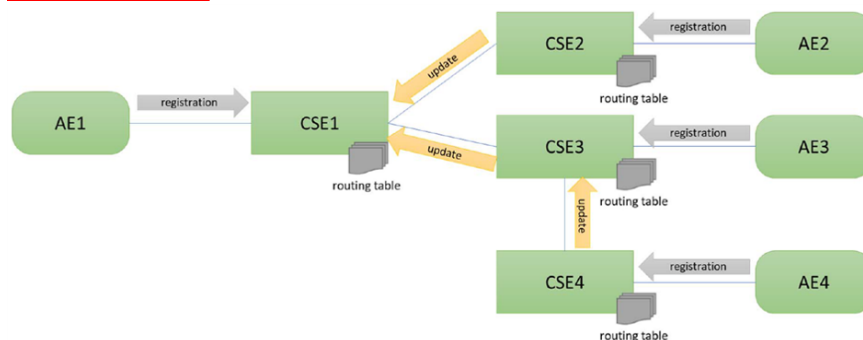 CSE2
registration
AE2
update
routing table
AE1
registration
CSE1
routing table
update
CSE3
registration
AE3
routing table
update
CSE4
registration
AE4
routing table